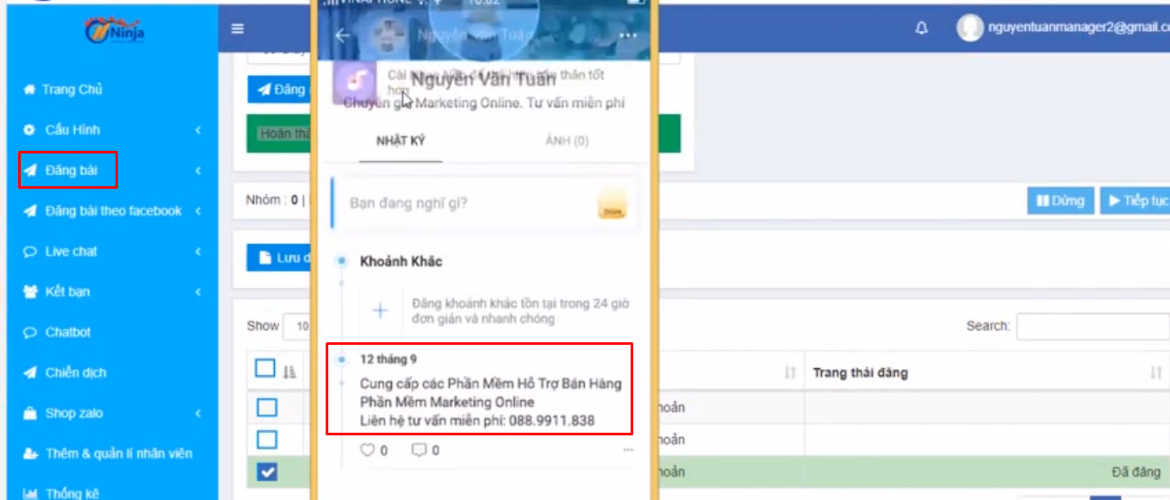 VINAPHONE
10:02
Ninja
nguyentuanmanager2@gmail.c
Trang Chủ
Cấu Hình
Đăng bài
Đăng bài theo facebook
Live chat
Kết bạn
Chatbot
Chiến dịch
Shop zalo
Thêm & quản lí nhân viên
Thống kê
Đăng
Hoàn
Nhóm : 0 |
Lưu
Show 10
Nguyễn Văn Tuấn
Cài
để
thân tốt
hơn
Nguyễn Văn Tuấn
Chuyên
Marketing Online. Tư vấn miễn phí
NHẬT KÝ
ẢNH (0)
Bạn đang nghĩ gì?
Khoảnh Khắc
Đăng khoảnh khắc tồn tại trong 24 giờ
đơn giản và nhanh chóng
12 tháng 9
Cung cấp các Phần Mềm Hỗ Trợ Bán Hàng
Phần Mềm Marketing Online
Liên hệ tư vấn miễn phí: 088.9911.838
0 0
Dừng
Tiếp tục
Search:
Trang thái đăng
hoản
hoản
hoản
Đã đăng